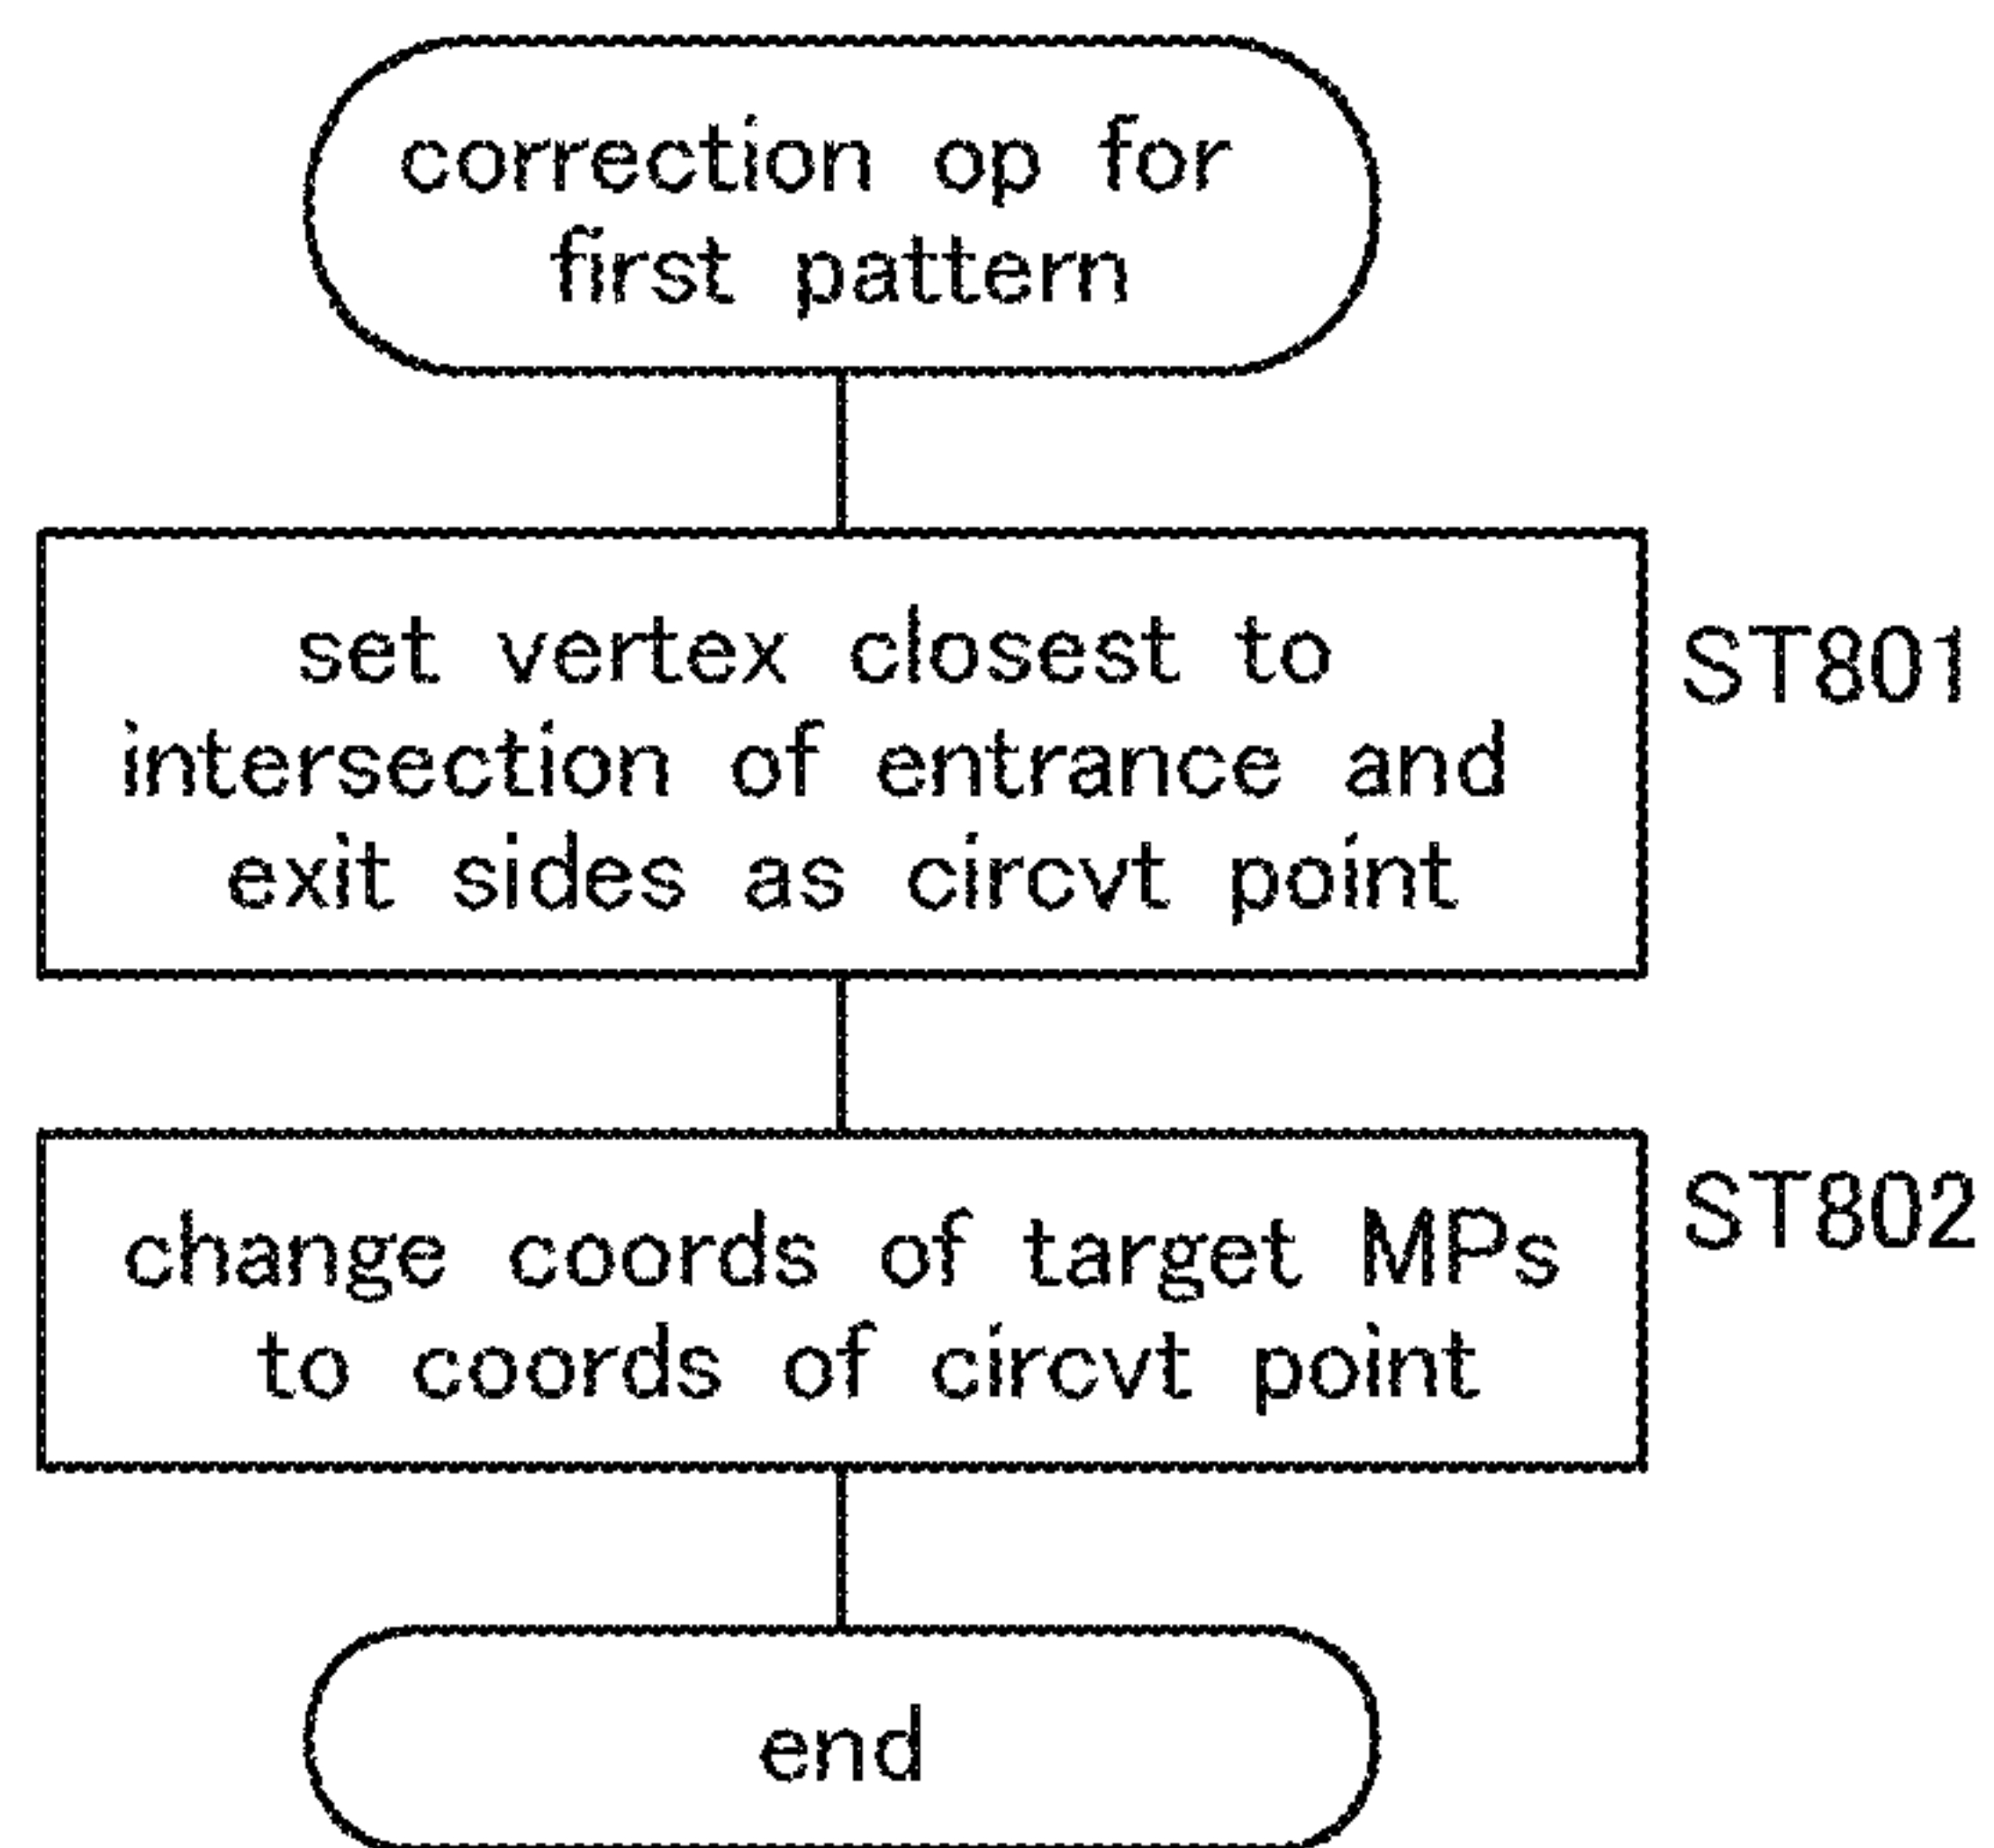 correction op for
first pattern
set vertex closest to
intersection of entrance and
exit sides as circvt point
ST801
change coords of target MPs
to coords of circvt point
ST802
end